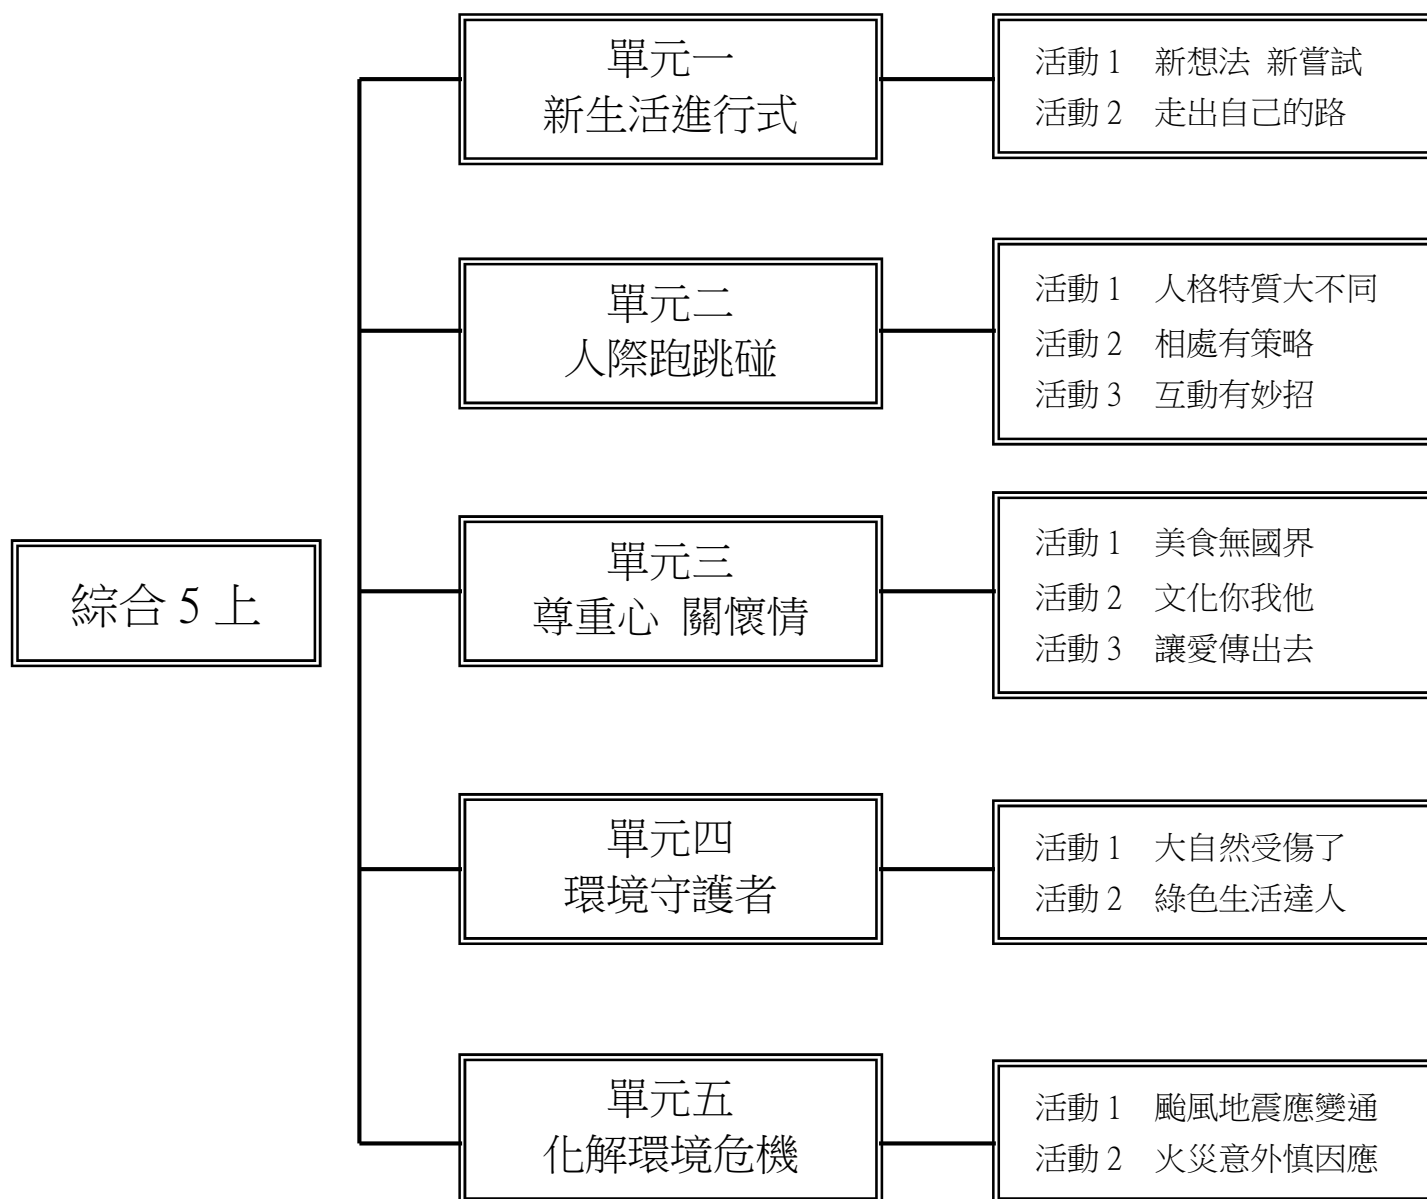 綜合 5 上
單元一
新生活進行式
活動 1 新想法 新嘗試
活動 2 走出自己的路
單元二
人際跑跳碰
活動 1 人格特質大不同
活動 2 相處有策略
活動 3 互動有妙招
單元三
尊重心 關懷情
活動 1 美食無國界
活動 2 文化你我他
活動 3 讓愛傳出去
單元四
環境守護者
活動 1 大自然受傷了
活動 2 綠色生活達人
單元五
化解環境危機
活動 1 颱風地震應變通
活動 2 火災意外慎因應